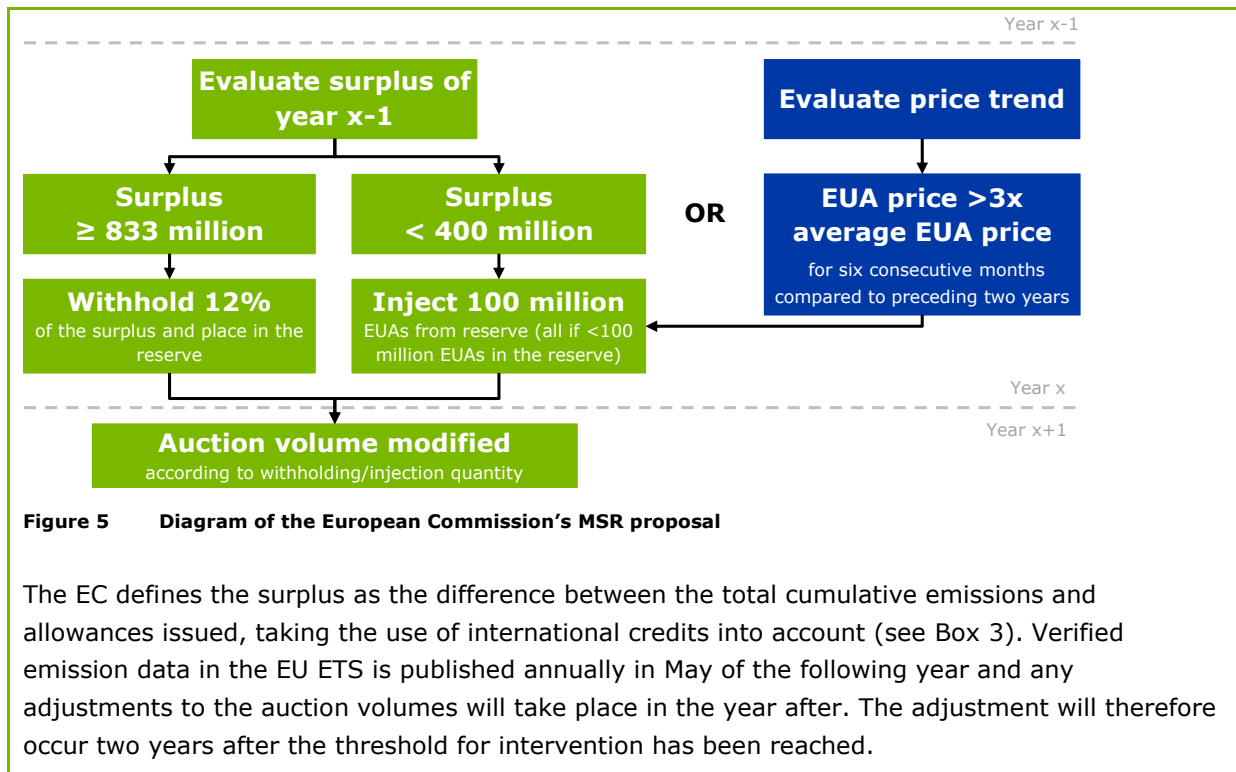 Year x-1
Evaluate surplus of
year x-1
Evaluate price trend
Surplus
≥ 833 million
Surplus
< 400 million
OR
EUA price >3x
average EUA price
for six consecutive months
compared to preceding two years
Withhold 12%
of the surplus and place in the
reserve
Inject 100 million
EUAs from reserve (all if <100
million EUAs in the reserve)
Year x
Year x+1
Auction volume modified
according to withholding/injection quantity
Figure 5 Diagram of the European Commission's MSR proposal
The EC defines the surplus as the difference between the total cumulative emissions and
allowances issued, taking the use of international credits into account (see Box 3). Verified
emission data in the EU ETS is published annually in May of the following year and any
adjustments to the auction volumes will take place in the year after. The adjustment will therefore
occur two years after the threshold for intervention has been reached.